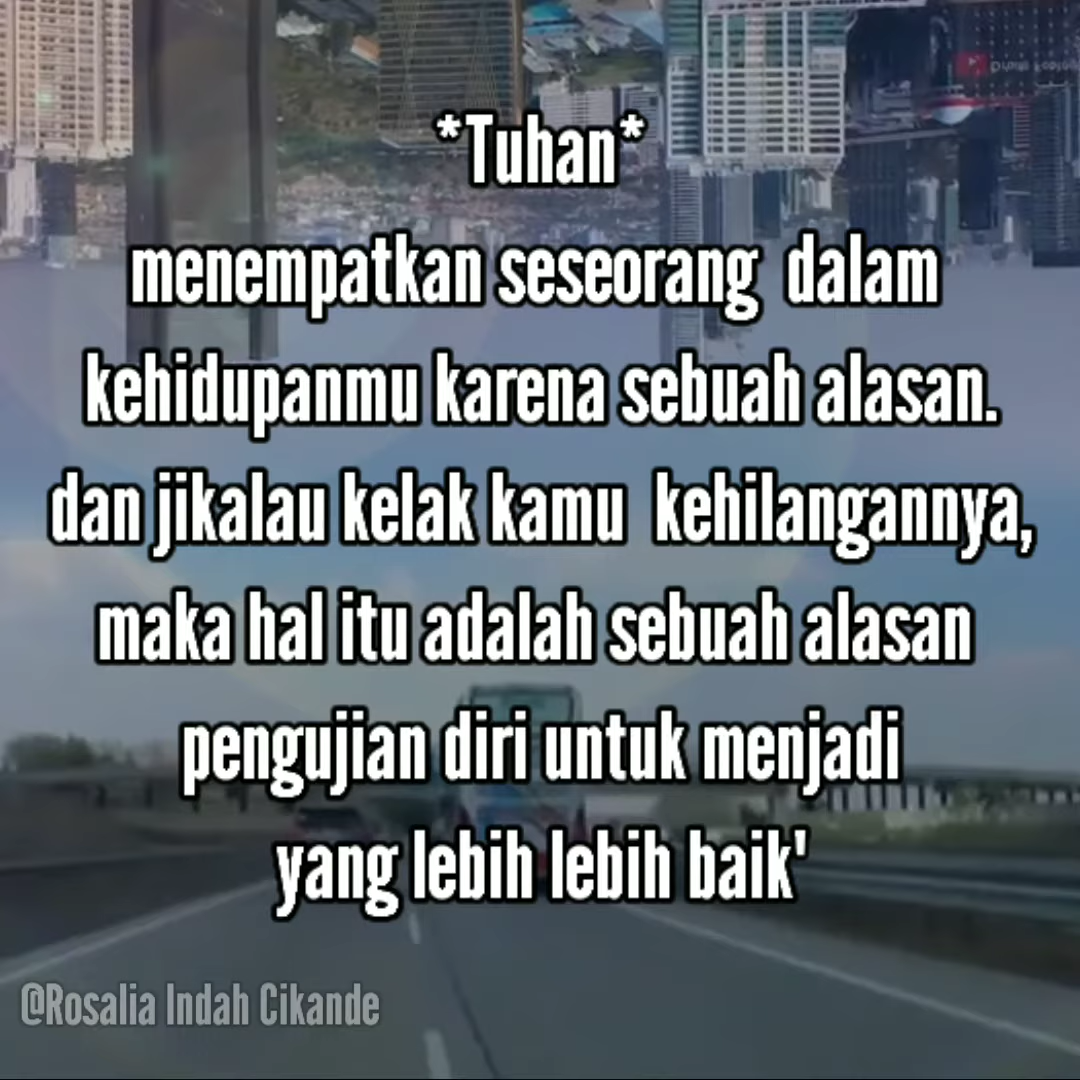 *Tuhan*
menempatkan seseorang dalam
kehidupanmu karena sebuah alasan.
dan jikalau kelak kamu kehilangannya,
maka hal itu adalah sebuah alasan
pengujian diri untuk menjadi
yang lebih lebih baik'
@Rosalia Indah Cikande